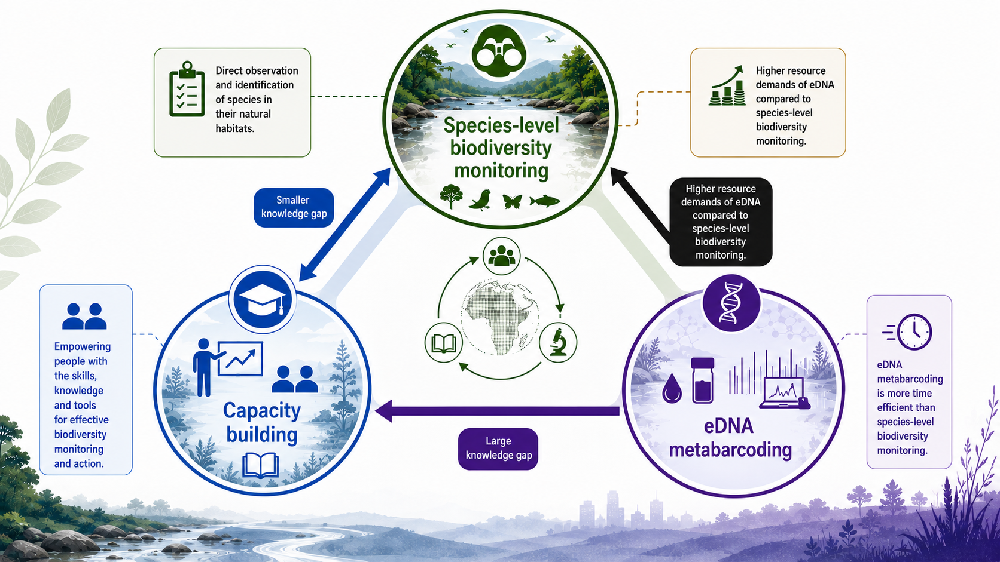 Direct observation
and identification
of species in
their natural
habitats.
Species-level
biodiversity
monitoring
Higher resource
demands of eDNA
compared to
species-level
biodiversity
monitoring.
Smaller
knowledge gap
Higher resource
demands of eDNA
compared to
species-level
biodiversity
monitoring.
Empowering
people with
the skills,
knowledge
and tools
for effective
biodiversity
monitoring
and action.
Capacity
building
Large
knowledge gap
eDNA
metabarcoding
eDNA
metabarcoding
is more time
efficient than
species-level
biodiversity
monitoring.